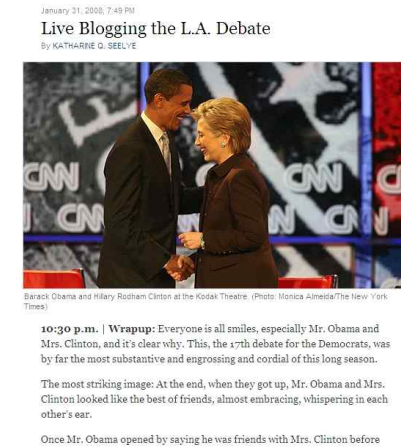 January 31, 2008, 7:49 PM
Live Blogging the L.A. Debate
By KATHARINE Q. SEELYE
CNN
CNN
CNN
CNN
CNN
CNN
Barack Obama and Hillary Rodham Clinton at the Kodak Theatre. (Photo: Monica Almeida/The New York
Times)
10:30 p.m. | Wrapup: Everyone is all smiles, especially Mr. Obama and
Mrs. Clinton, and it's clear why. This, the 17th debate for the Democrats, was
by far the most substantive and engrossing and cordial of this long season.
The most striking image: At the end, when they got up, Mr. Obama and Mrs.
Clinton looked like the best of friends, almost embracing, whispering in each
other's ear.
Once Mr. Obama opened by saying he was friends with Mrs. Clinton before